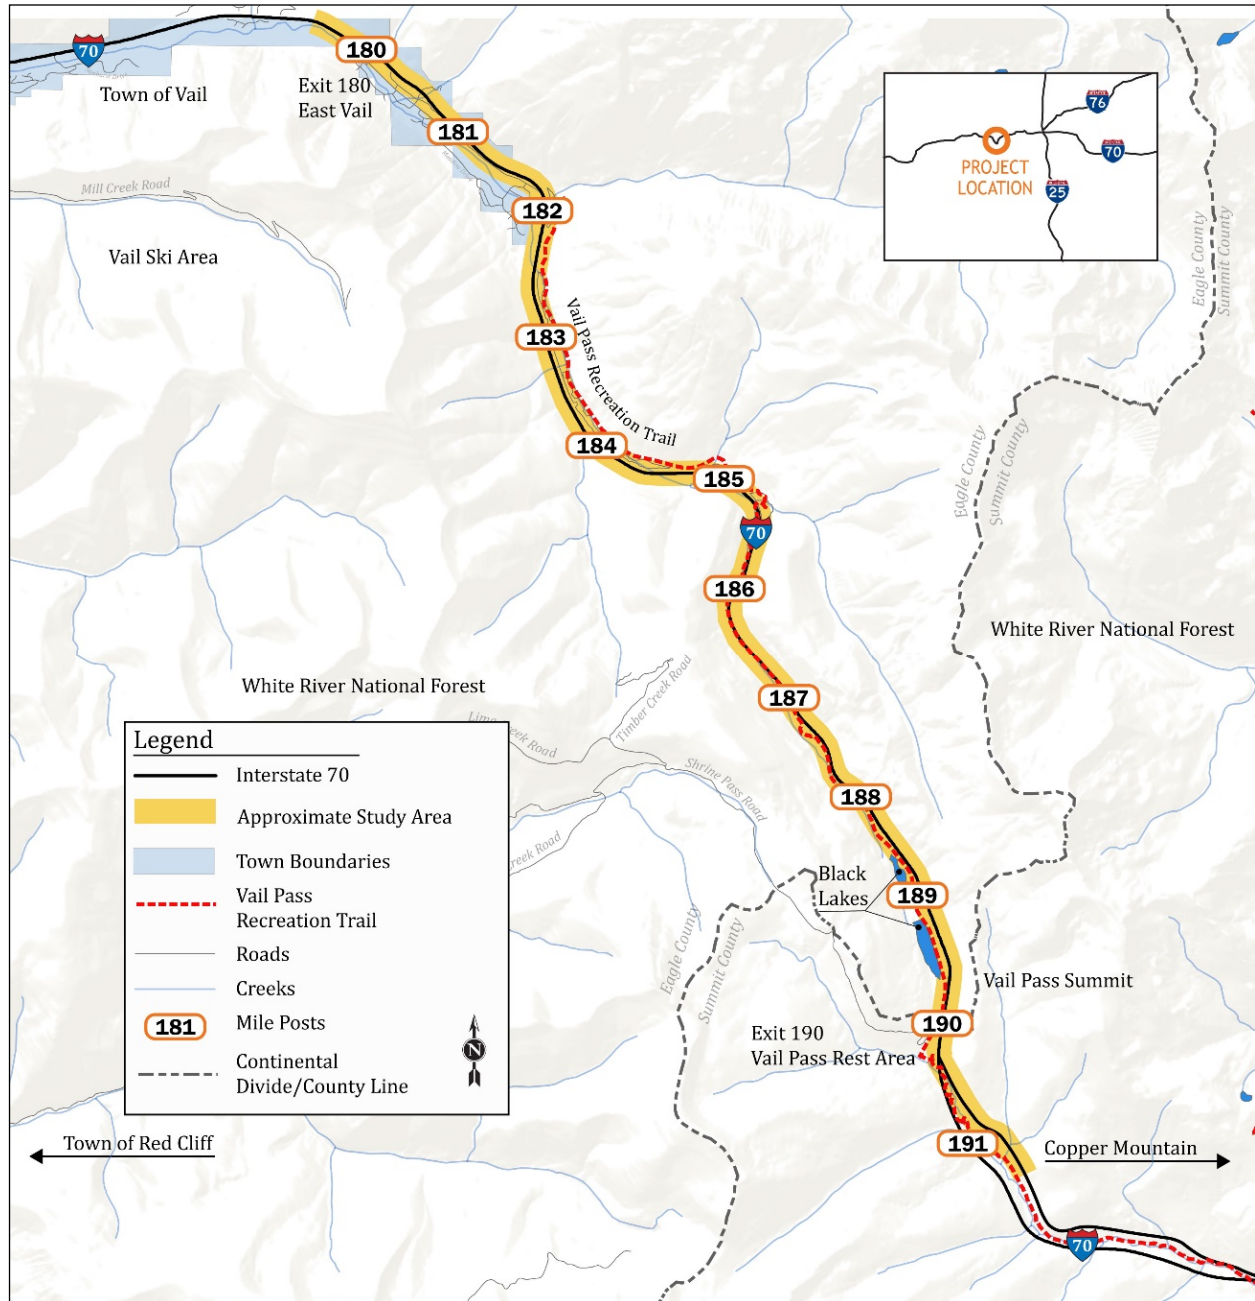 70
180
Town of Vail
Exit 180
East Vail
181
76
70
25
PROJECT
LOCATION
Mill Creek Road
182
Vail Ski Area
Eagle County
Summit County
Vail Pass Recreation Trail
183
184
185
Eagle County
Summit County
70
186
White River National Forest
White River National Forest
Timber Creek Road
187
Creek Road
Shrine Pass Road
188
Creek Road
Black
Lakes
189
Eagle County
Summit County
Vail Pass Summit
190
Exit 190
Vail Pass Rest Area
191
Copper Mountain
70
Legend
Interstate 70
Approximate Study Area
Town Boundaries
Vail Pass
Recreation Trail
Roads
Creeks
181
Mile Posts
N
Continental
Divide/County Line
Town of Red Cliff